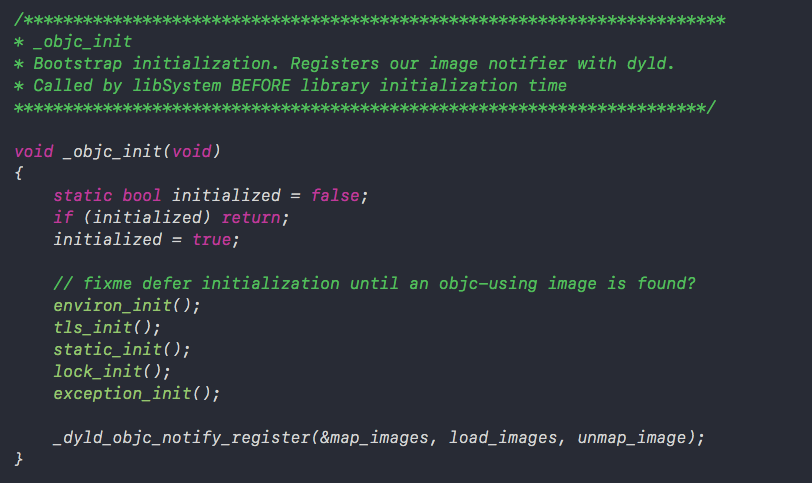 /***********************************************************************
* _objc_init
* Bootstrap initialization. Registers our image notifier with dyld.
* Called by libSystem BEFORE library initialization time
**********************************************************************/
void _objc_init(void)
{
    static bool initialized = false;
    if (initialized) return;
    initialized = true;
    // fixme defer initialization until an objc-using image is found?
    environ_init();
    tls_init();
    static_init();
    lock_init();
    exception_init();
    _dyld_objc_notify_register(&map_images, load_images, unmap_image);
}